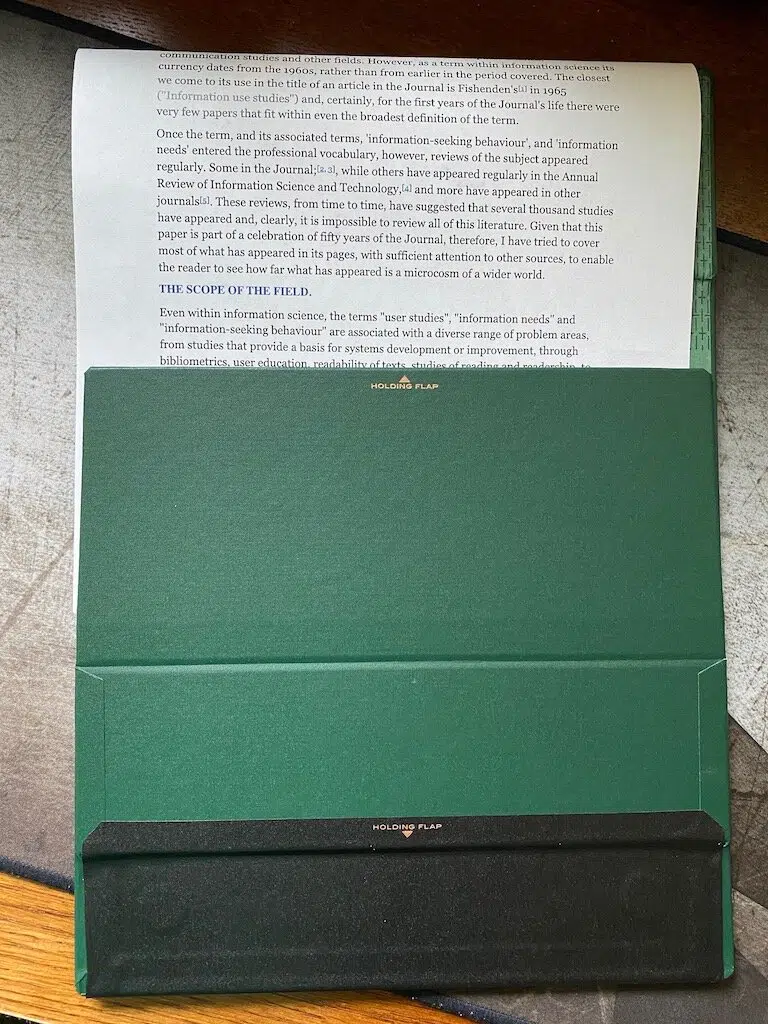 communication studies and other fields. However, as a term within information science its
currency dates from the 1960s, rather than from earlier in the period covered. The closest
we come to its use in the title of an article in the Journal is Fishenden's[1] in 1965
("Information use studies") and, certainly, for the first years of the Journal's life there were
very few papers that fit within even the broadest definition of the term.
Once the term, and its associated terms, 'information-seeking behaviour', and 'information
needs' entered the professional vocabulary, however, reviews of the subject appeared
regularly. Some in the Journal;[2, 3], while others have appeared regularly in the Annual
Review of Information Science and Technology,[4] and more have appeared in other
journals[5]. These reviews, from time to time, have suggested that several thousand studies
have appeared and, clearly, it is impossible to review all of this literature. Given that this
paper is part of a celebration of fifty years of the Journal, therefore, I have tried to cover
most of what has appeared in its pages, with sufficient attention to other sources, to enable
the reader to see how far what has appeared is a microcosm of a wider world.
THE SCOPE OF THE FIELD.
Even within information science, the terms "user studies", "information needs" and
"information-seeking behaviour" are associated with a diverse range of problem areas,
from studies that provide a basis for systems development or improvement, through
bibliometrics, user education, readability of texts, studies of reading and readership, to
HOLDING FLAP
HOLDING FLAP